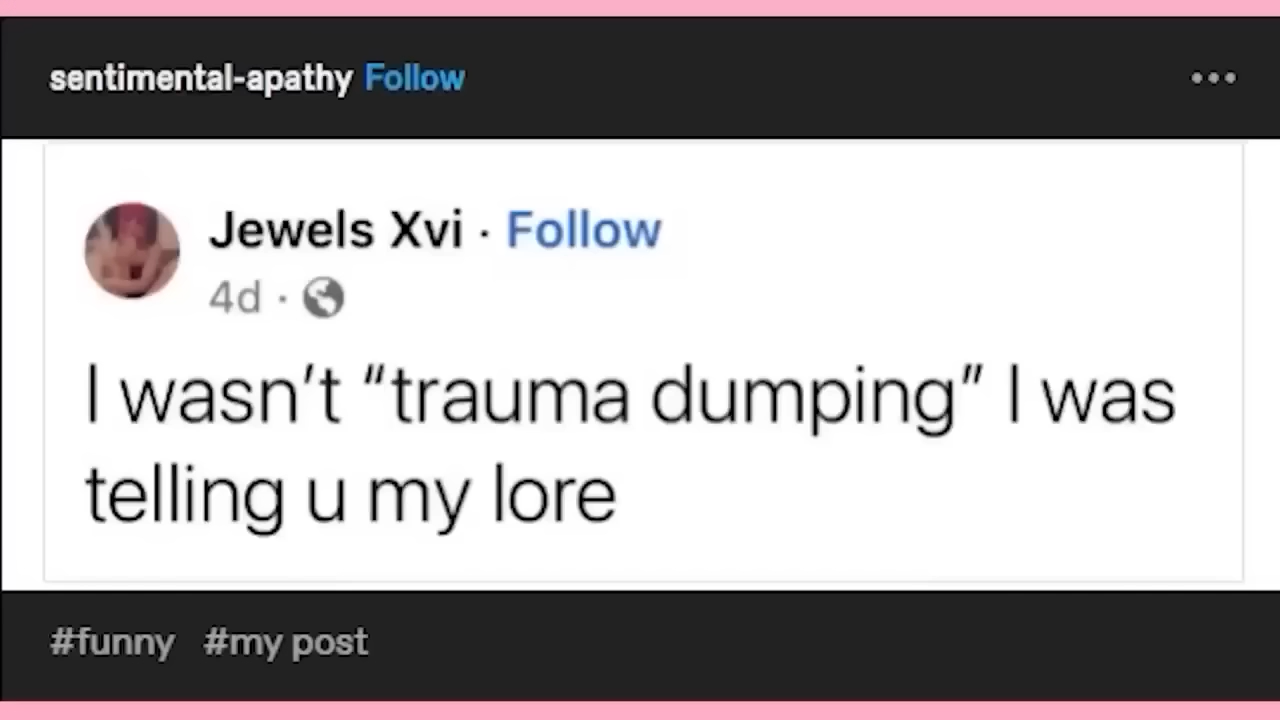 sentimental-apathy Follow
Jewels Xvi · Follow
4d ·
I wasn’t “trauma dumping” I was
telling u my lore
#funny #my post